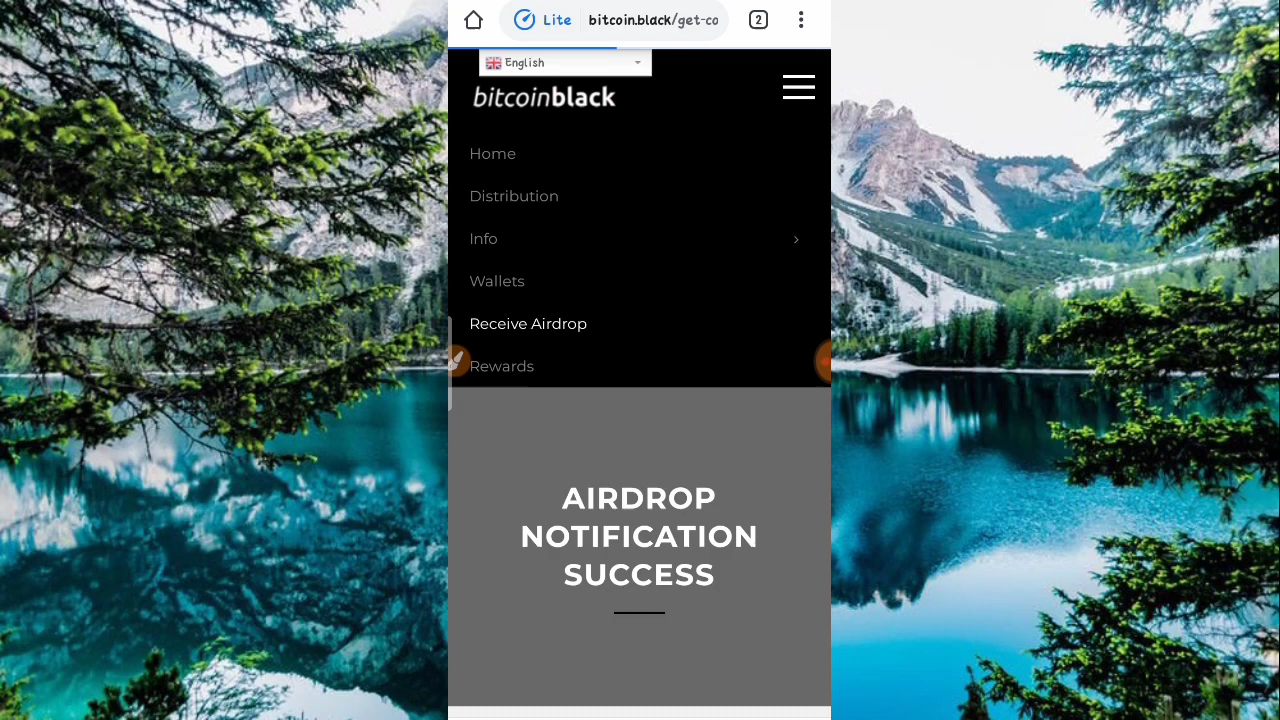 Lite bitcoin.black/get-co 2
English
bitcoinblack
Home
Distribution
Info
Wallets
Receive Airdrop
Rewards
AIRDROP
NOTIFICATION
SUCCESS